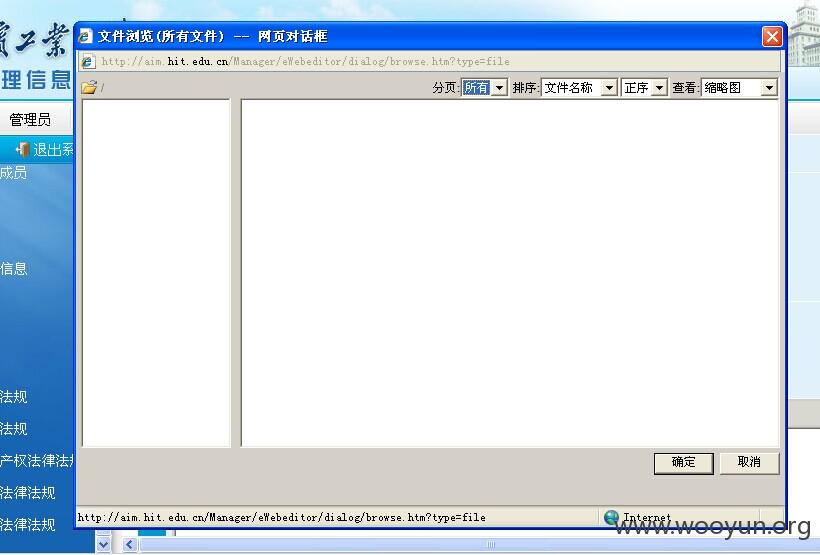 工业
理信息
管理员
退出系
成员
信息
法规
法规
产权法律法规
法律法规
法律法规
文件浏览(所有文件) -- 网页对话框
http://aim.hit.edu.cn/Manager/eWebeditor/dialog/browse.htm?type=file
/
分页: 所有 排序: 文件名称 正序 查看: 缩略图
确定 取消
http://aim.hit.edu.cn/Manager/eWebeditor/dialog/browse.htm?type=file
Internet
www.wooyun.org